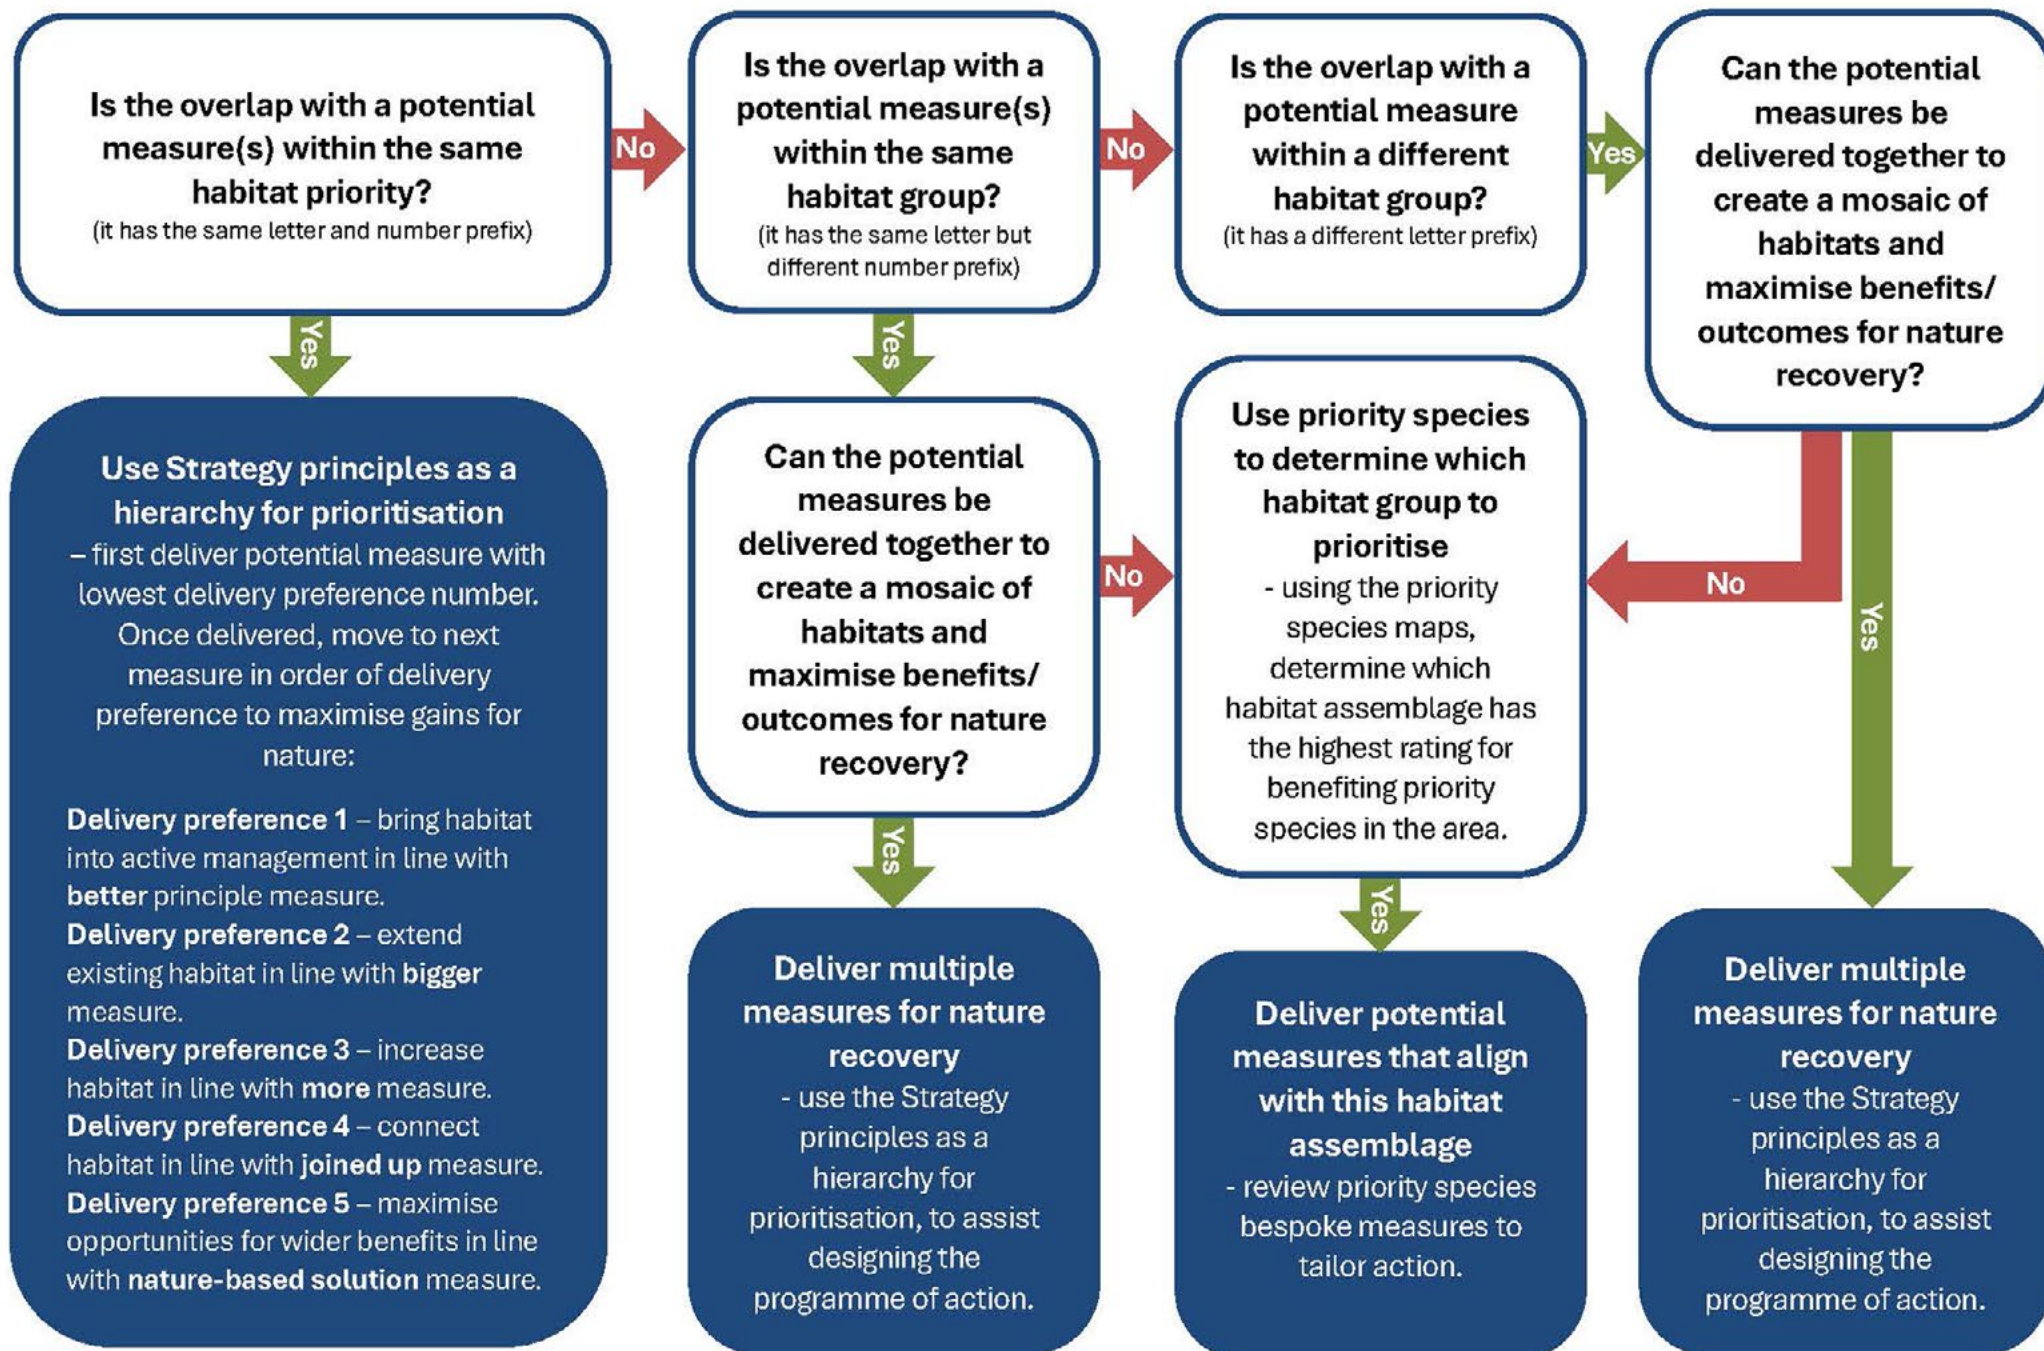 Is the overlap with a potential
measure(s) within the same
habitat priority?
(it has the same letter and number prefix)
No
Is the overlap with a
potential measure(s)
within the same
habitat group?
(it has the same letter but
different number prefix)
No
Is the overlap with a
potential measure
within a different
habitat group?
(it has a different letter prefix)
Yes
Can the potential
measures be
delivered together to
create a mosaic of
habitats and
maximise benefits/
outcomes for nature
recovery?
Yes
Use Strategy principles as a
hierarchy for prioritisation
– first deliver potential measure with
lowest delivery preference number.
Once delivered, move to next
measure in order of delivery
preference to maximise gains for
nature:
Delivery preference 1 – bring habitat
into active management in line with
better principle measure.
Delivery preference 2 – extend
existing habitat in line with bigger
measure.
Delivery preference 3 – increase
habitat in line with more measure.
Delivery preference 4 – connect
habitat in line with joined up measure.
Delivery preference 5 – maximise
opportunities for wider benefits in line
with nature-based solution measure.
Yes
Can the potential
measures be
delivered together to
create a mosaic of
habitats and
maximise benefits/
outcomes for nature
recovery?
No
Use priority species
to determine which
habitat group to
prioritise
- using the priority
species maps,
determine which
habitat assemblage has
the highest rating for
benefiting priority
species in the area.
No
Yes
Yes
Deliver multiple
measures for nature
recovery
- use the Strategy
principles as a
hierarchy for
prioritisation, to assist
designing the
programme of action.
Yes
Deliver potential
measures that align
with this habitat
assemblage
- review priority species
bespoke measures to
tailor action.
Deliver multiple
measures for nature
recovery
- use the Strategy
principles as a
hierarchy for
prioritisation, to assist
designing the
programme of action.